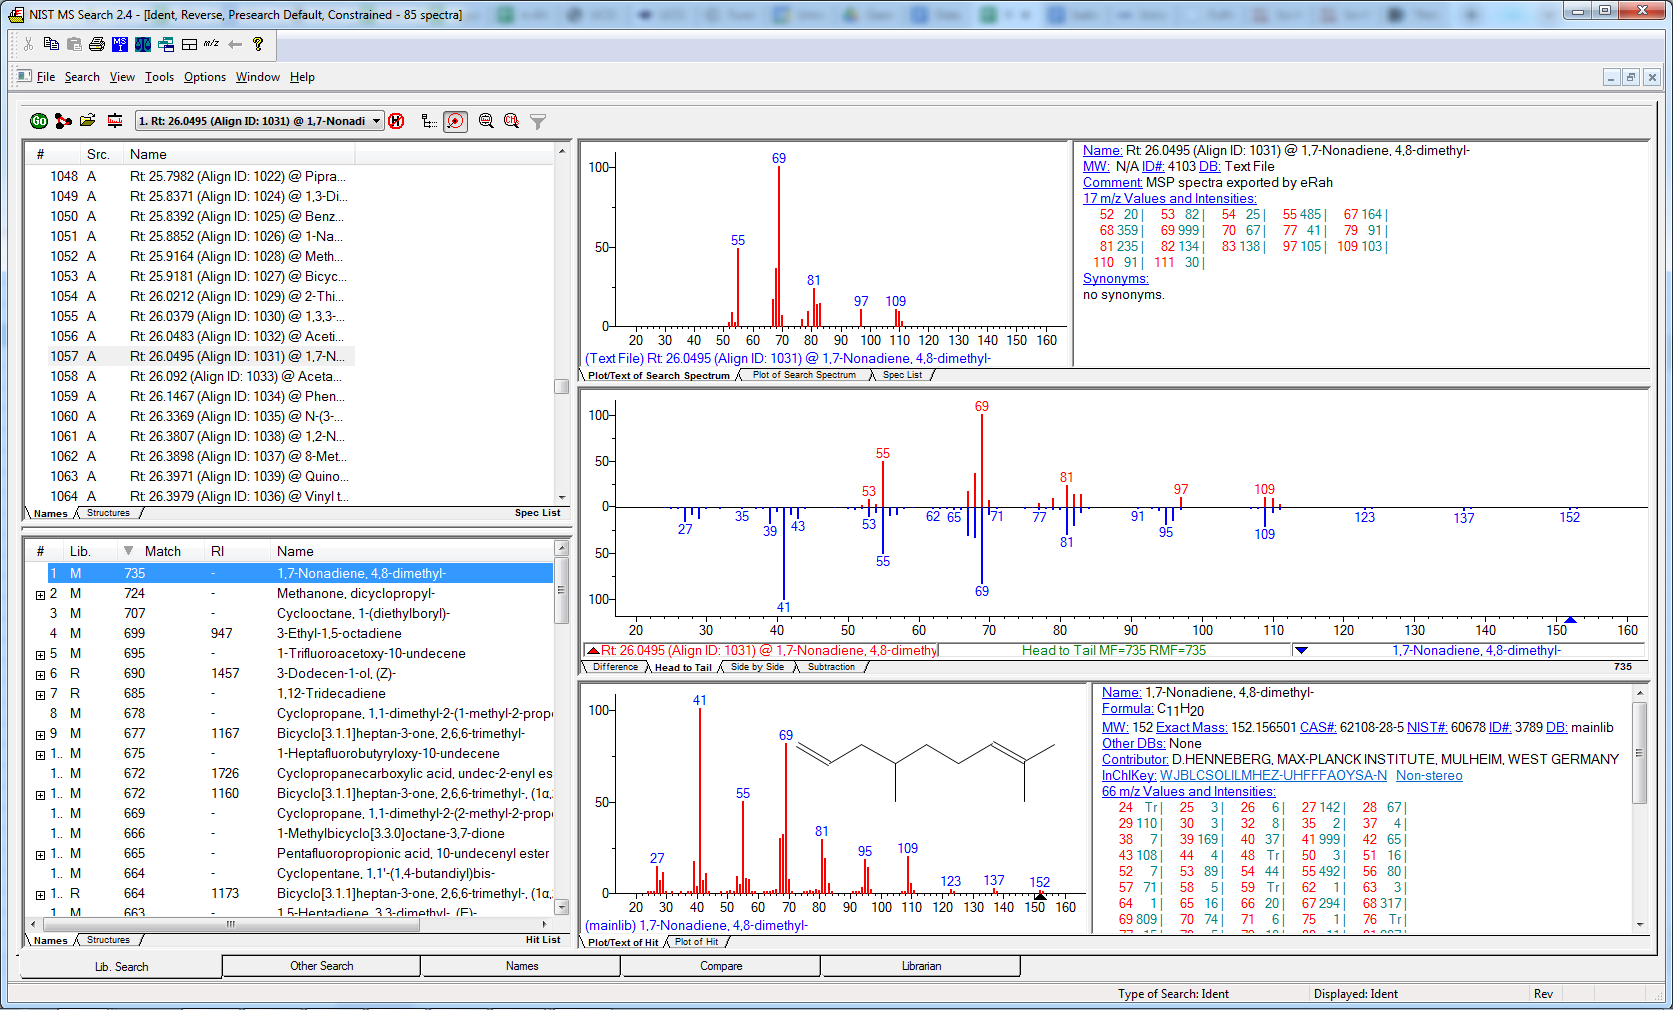 NIST MS Search 2.4 - [Ident, Reverse, Presearch Default, Constrained - 85 spectra]
File Search View Tools Options Window Help
1. Rt: 26.0495 (Align ID: 1031) @ 1,7-Nonadi
# Src. Name
1048 A Rt: 25.7982 (Align ID: 1022) @ Pipra...
1049 A Rt: 25.8371 (Align ID: 1024) @ 1,3-Di...
1050 A Rt: 25.8392 (Align ID: 1025) @ Benz...
1051 A Rt: 25.8852 (Align ID: 1026) @ 1-Na...
1052 A Rt: 25.9164 (Align ID: 1028) @ Meth...
1053 A Rt: 25.9181 (Align ID: 1027) @ Bicyc...
1054 A Rt: 26.0212 (Align ID: 1029) @ 2-Thi...
1055 A Rt: 26.0379 (Align ID: 1030) @ 1,3,3-...
1056 A Rt: 26.0483 (Align ID: 1032) @ Aceti...
1057 A Rt: 26.0495 (Align ID: 1031) @ 1,7-N...
1058 A Rt: 26.092 (Align ID: 1033) @ Aceta...
1059 A Rt: 26.1467 (Align ID: 1034) @ Phen...
1060 A Rt: 26.3369 (Align ID: 1035) @ N-(3-...
1061 A Rt: 26.3807 (Align ID: 1038) @ 1,2-N...
1062 A Rt: 26.3898 (Align ID: 1037) @ 8-Met...
1063 A Rt: 26.3971 (Align ID: 1039) @ Quino...
1064 A Rt: 26.3979 (Align ID: 1036) @ Vinyl t...
Names Structures Spec List
# Lib. Match RI Name
1 M 735 - 1,7-Nonadiene, 4,8-dimethyl-
2 M 724 - Methanone, dicyclopropyl-
3 M 707 - Cyclooctane, 1-(diethylboryl)-
4 M 699 947 3-Ethyl-1,5-octadiene
5 M 695 - 1-Trifluoroacetoxy-10-undecene
6 R 690 1457 3-Dodecen-1-ol, (Z)-
7 R 685 - 1,12-Tridecadiene
8 M 678 - Cyclopropane, 1,1-dimethyl-2-(1-methyl-2-prope
9 M 677 1167 Bicyclo[3.1.1]heptan-3-one, 2,6,6-trimethyl-
1.. M 675 - 1-Heptafluorobutyryloxy-10-undecene
1.. M 672 1726 Cyclopropanecarboxylic acid, undec-2-enyl es
1.. M 672 1160 Bicyclo[3.1.1]heptan-3-one, 2,6,6-trimethyl-, (1α,
1.. M 669 - Cyclopropane, 1,1-dimethyl-2-(2-methyl-2-prop
1.. M 666 - 1-Methylbicyclo[3.3.0]octane-3,7-dione
1.. M 665 - Pentafluoropropionic acid, 10-undecenyl ester
1.. M 664 - Cyclopentane, 1,1'-(1,4-butandiyl)bis-
1.. R 664 1173 Bicyclo[3.1.1]heptan-3-one, 2,6,6-trimethyl-, (1α,
1.. M 663 - 1,5-Heptadiene, 3,3-dimethyl-, (E)-
Names Structures Hit List
100 50 0
69 55 81 97 109
20 30 40 50 60 70 80 90 100 110 120 130 140 150 160
(Text File) Rt: 26.0495 (Align ID: 1031) @ 1,7-Nonadiene, 4,8-dimethyl-
Plot/Text of Search Spectrum Plot of Search Spectrum Spec List
Name: Rt: 26.0495 (Align ID: 1031) @ 1,7-Nonadiene, 4,8-dimethyl-
MW: N/A ID#: 4103 DB: Text File
Comment: MSP spectra exported by eRah
17 m/z Values and Intensities:
52 20| 53 82| 54 25| 55 485| 67 164|
68 359| 69 999| 70 67| 77 41| 79 91|
81 235| 82 134| 83 138| 97 105| 109 103|
110 91| 111 30|
Synonyms:
no synonyms.
100 50 0 50 100
69 55 53 81 97 109
27 35 39 41 43 53 55 62 65 69 71 77 81 91 95 109 123 137 152
20 30 40 50 60 70 80 90 100 110 120 130 140 150 160
Rt: 26.0495 (Align ID: 1031) @ 1,7-Nonadiene, 4,8-dimethy Head to Tail MF=735 RMF=735 1,7-Nonadiene, 4,8-dimethyl-
Difference Head to Tail Side by Side Subtraction 735
100 50 0
27 41 55 69 81 95 109 123 137 152
20 30 40 50 60 70 80 90 100 110 120 130 140 150 160
(mainlib) 1,7-Nonadiene, 4,8-dimethyl-
Plot/Text of Hit Plot of Hit
Name: 1,7-Nonadiene, 4,8-dimethyl-
Formula: C11H20
MW: 152 Exact Mass: 152.156501 CAS#: 62108-28-5 NIST#: 60678 ID#: 3789 DB: mainlib
Other DBs: None
Contributor: D.HENNEBERG, MAX-PLANCK INSTITUTE, MULHEIM, WEST GERMANY
InChIKey: WJBLCSOLILMHEZ-UHFFFAOYSA-N Non-stereo
66 m/z Values and Intensities:
24 Tr| 25 3| 26 6| 27 142| 28 67|
29 110| 30 3| 32 8| 35 2| 37 4|
38 7| 39 169| 40 37| 41 999| 42 65|
43 108| 44 4| 48 Tr| 50 3| 51 16|
52 7| 53 89| 54 44| 55 492| 56 80|
57 71| 58 5| 59 Tr| 62 1| 63 3|
64 1| 65 16| 66 20| 67 294| 68 317|
69 809| 70 74| 71 6| 75 1| 76 Tr|
Lib. Search Other Search Names Compare Librarian
Type of Search: Ident Displayed: Ident Rev